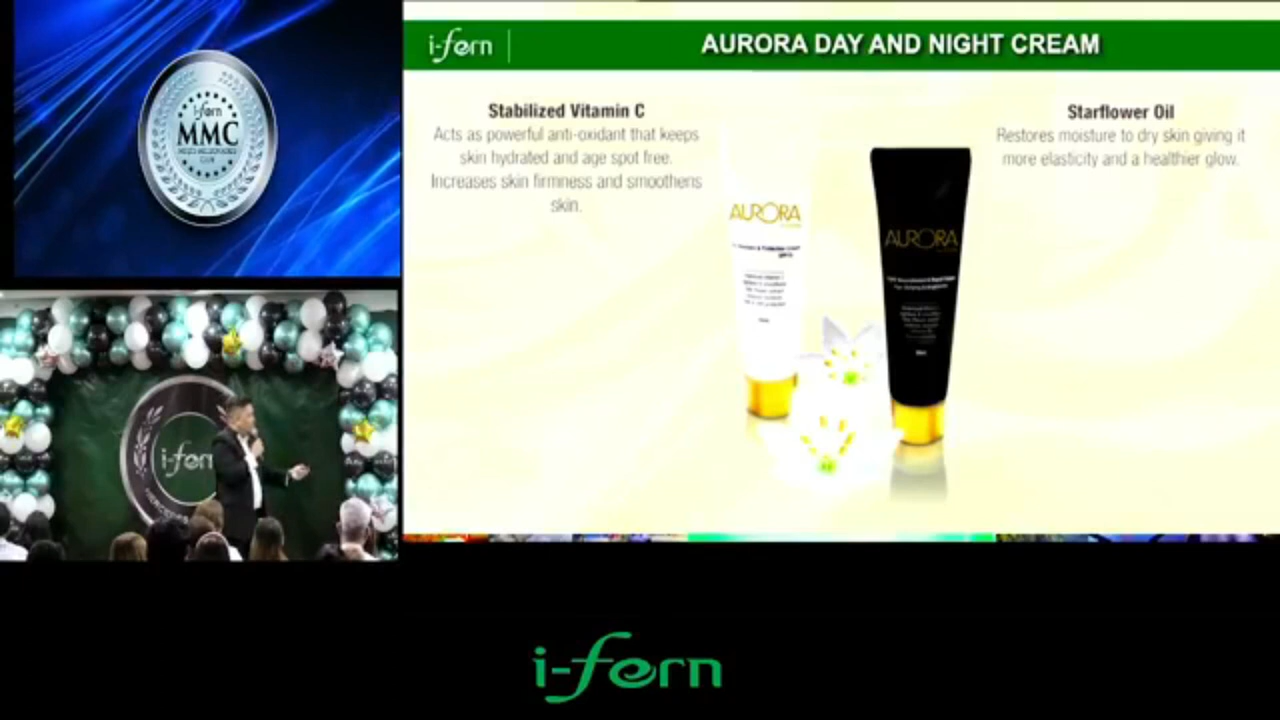 i-fern
MMC
i-fern
AURORA DAY AND NIGHT CREAM
Stabilized Vitamin C
Acts as powerful anti-oxidant that keeps
skin hydrated and age spot free.
Increases skin firmness and smoothens
skin.
Starflower Oil
Restores moisture to dry skin giving it
more elasticity and a healthier glow.
AURORA
AURORA
i-fern
i-fern